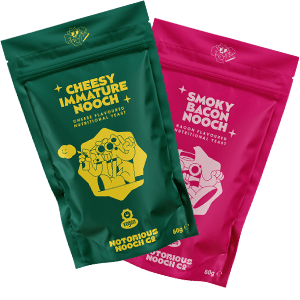 CHEESY
IMMATURE
NOOCH
CHEESE FLAVOURED
NUTRITIONAL YEAST
VEGAN
NOTORIOUS
NOOCH CO
60g
SMOKY
BACON
NOOCH
BACON FLAVOURED
NUTRITIONAL YEAST
NOTORIOUS
NOOCH CO
60g